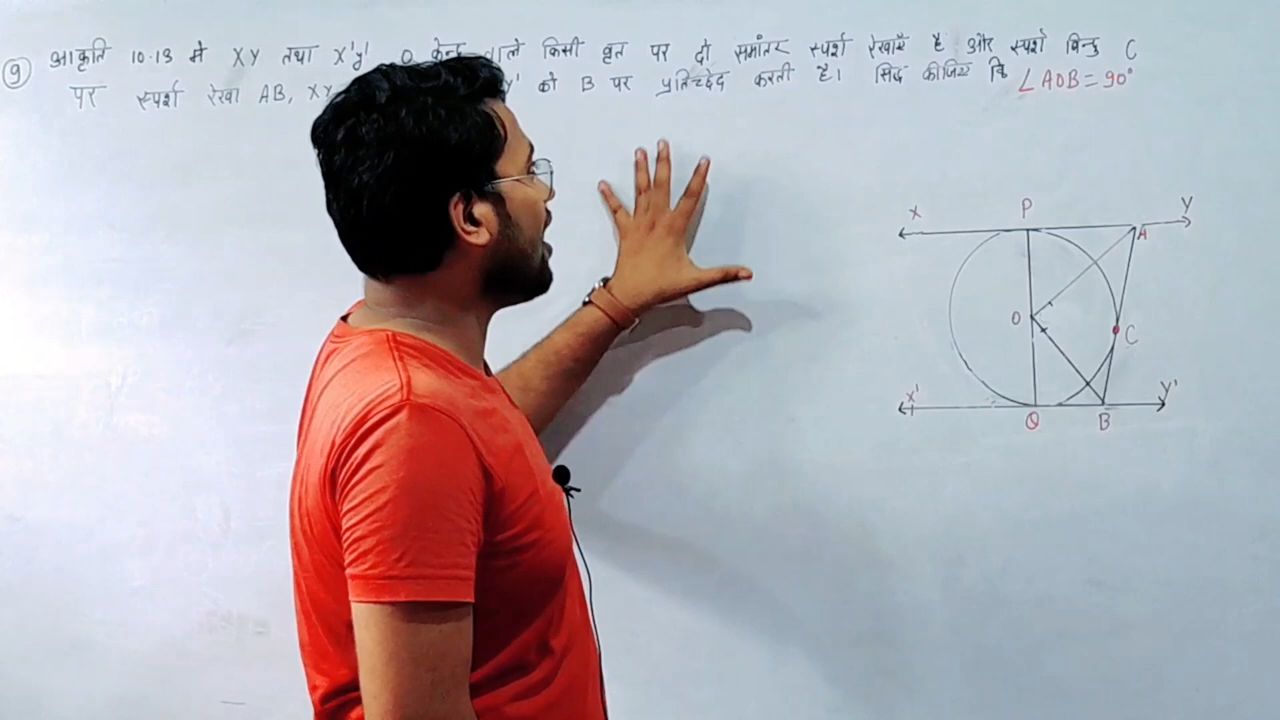 9 आकृति 10.13 मे XY तथा X'y' O केन्द्र वाले किसी वृत पर दो समांतर स्पर्श रेखाएँ है और स्पर्श बिन्दु C
पर स्पर्श रेखा AB, XY y' को B पर प्रतिच्छेद करती है। सिद्ध कीजिए कि ∠AOB=90°
X P Y
A
O C
X' Y'
Q B